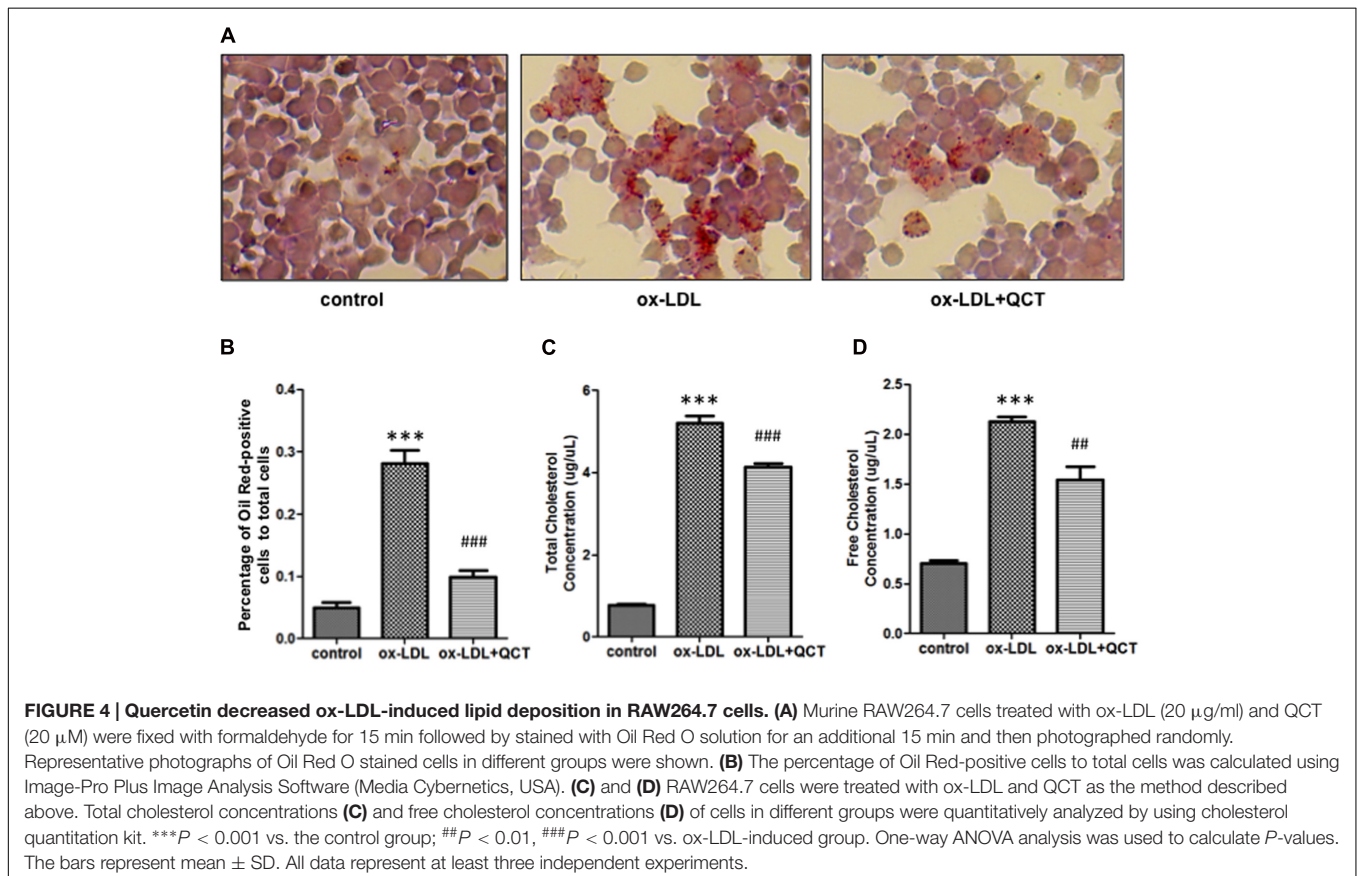 A
control
ox-LDL
ox-LDL+QCT
B
Percentage of Oil Red-positive
cells to total cells
0.4
0.3
0.2
0.1
0.0
***
###
control
ox-LDL
ox-LDL+QCT
C
Total Cholesterol
Concentration (ug/uL)
6
4
2
0
***
###
control
ox-LDL
ox-LDL+QCT
D
Free Cholesterol
Concentration (ug/uL)
2.5
2.0
1.5
1.0
0.5
0.0
***
##
control
ox-LDL
ox-LDL+QCT
FIGURE 4 | Quercetin decreased ox-LDL-induced lipid deposition in RAW264.7 cells. (A) Murine RAW264.7 cells treated with ox-LDL (20 μg/ml) and QCT
(20 μM) were fixed with formaldehyde for 15 min followed by stained with Oil Red O solution for an additional 15 min and then photographed randomly.
Representative photographs of Oil Red O stained cells in different groups were shown. (B) The percentage of Oil Red-positive cells to total cells was calculated using
Image-Pro Plus Image Analysis Software (Media Cybernetics, USA). (C) and (D) RAW264.7 cells were treated with ox-LDL and QCT as the method described
above. Total cholesterol concentrations (C) and free cholesterol concentrations (D) of cells in different groups were quantitatively analyzed by using cholesterol
quantitation kit. ***P < 0.001 vs. the control group; ##P < 0.01, ###P < 0.001 vs. ox-LDL-induced group. One-way ANOVA analysis was used to calculate P-values.
The bars represent mean ± SD. All data represent at least three independent experiments.